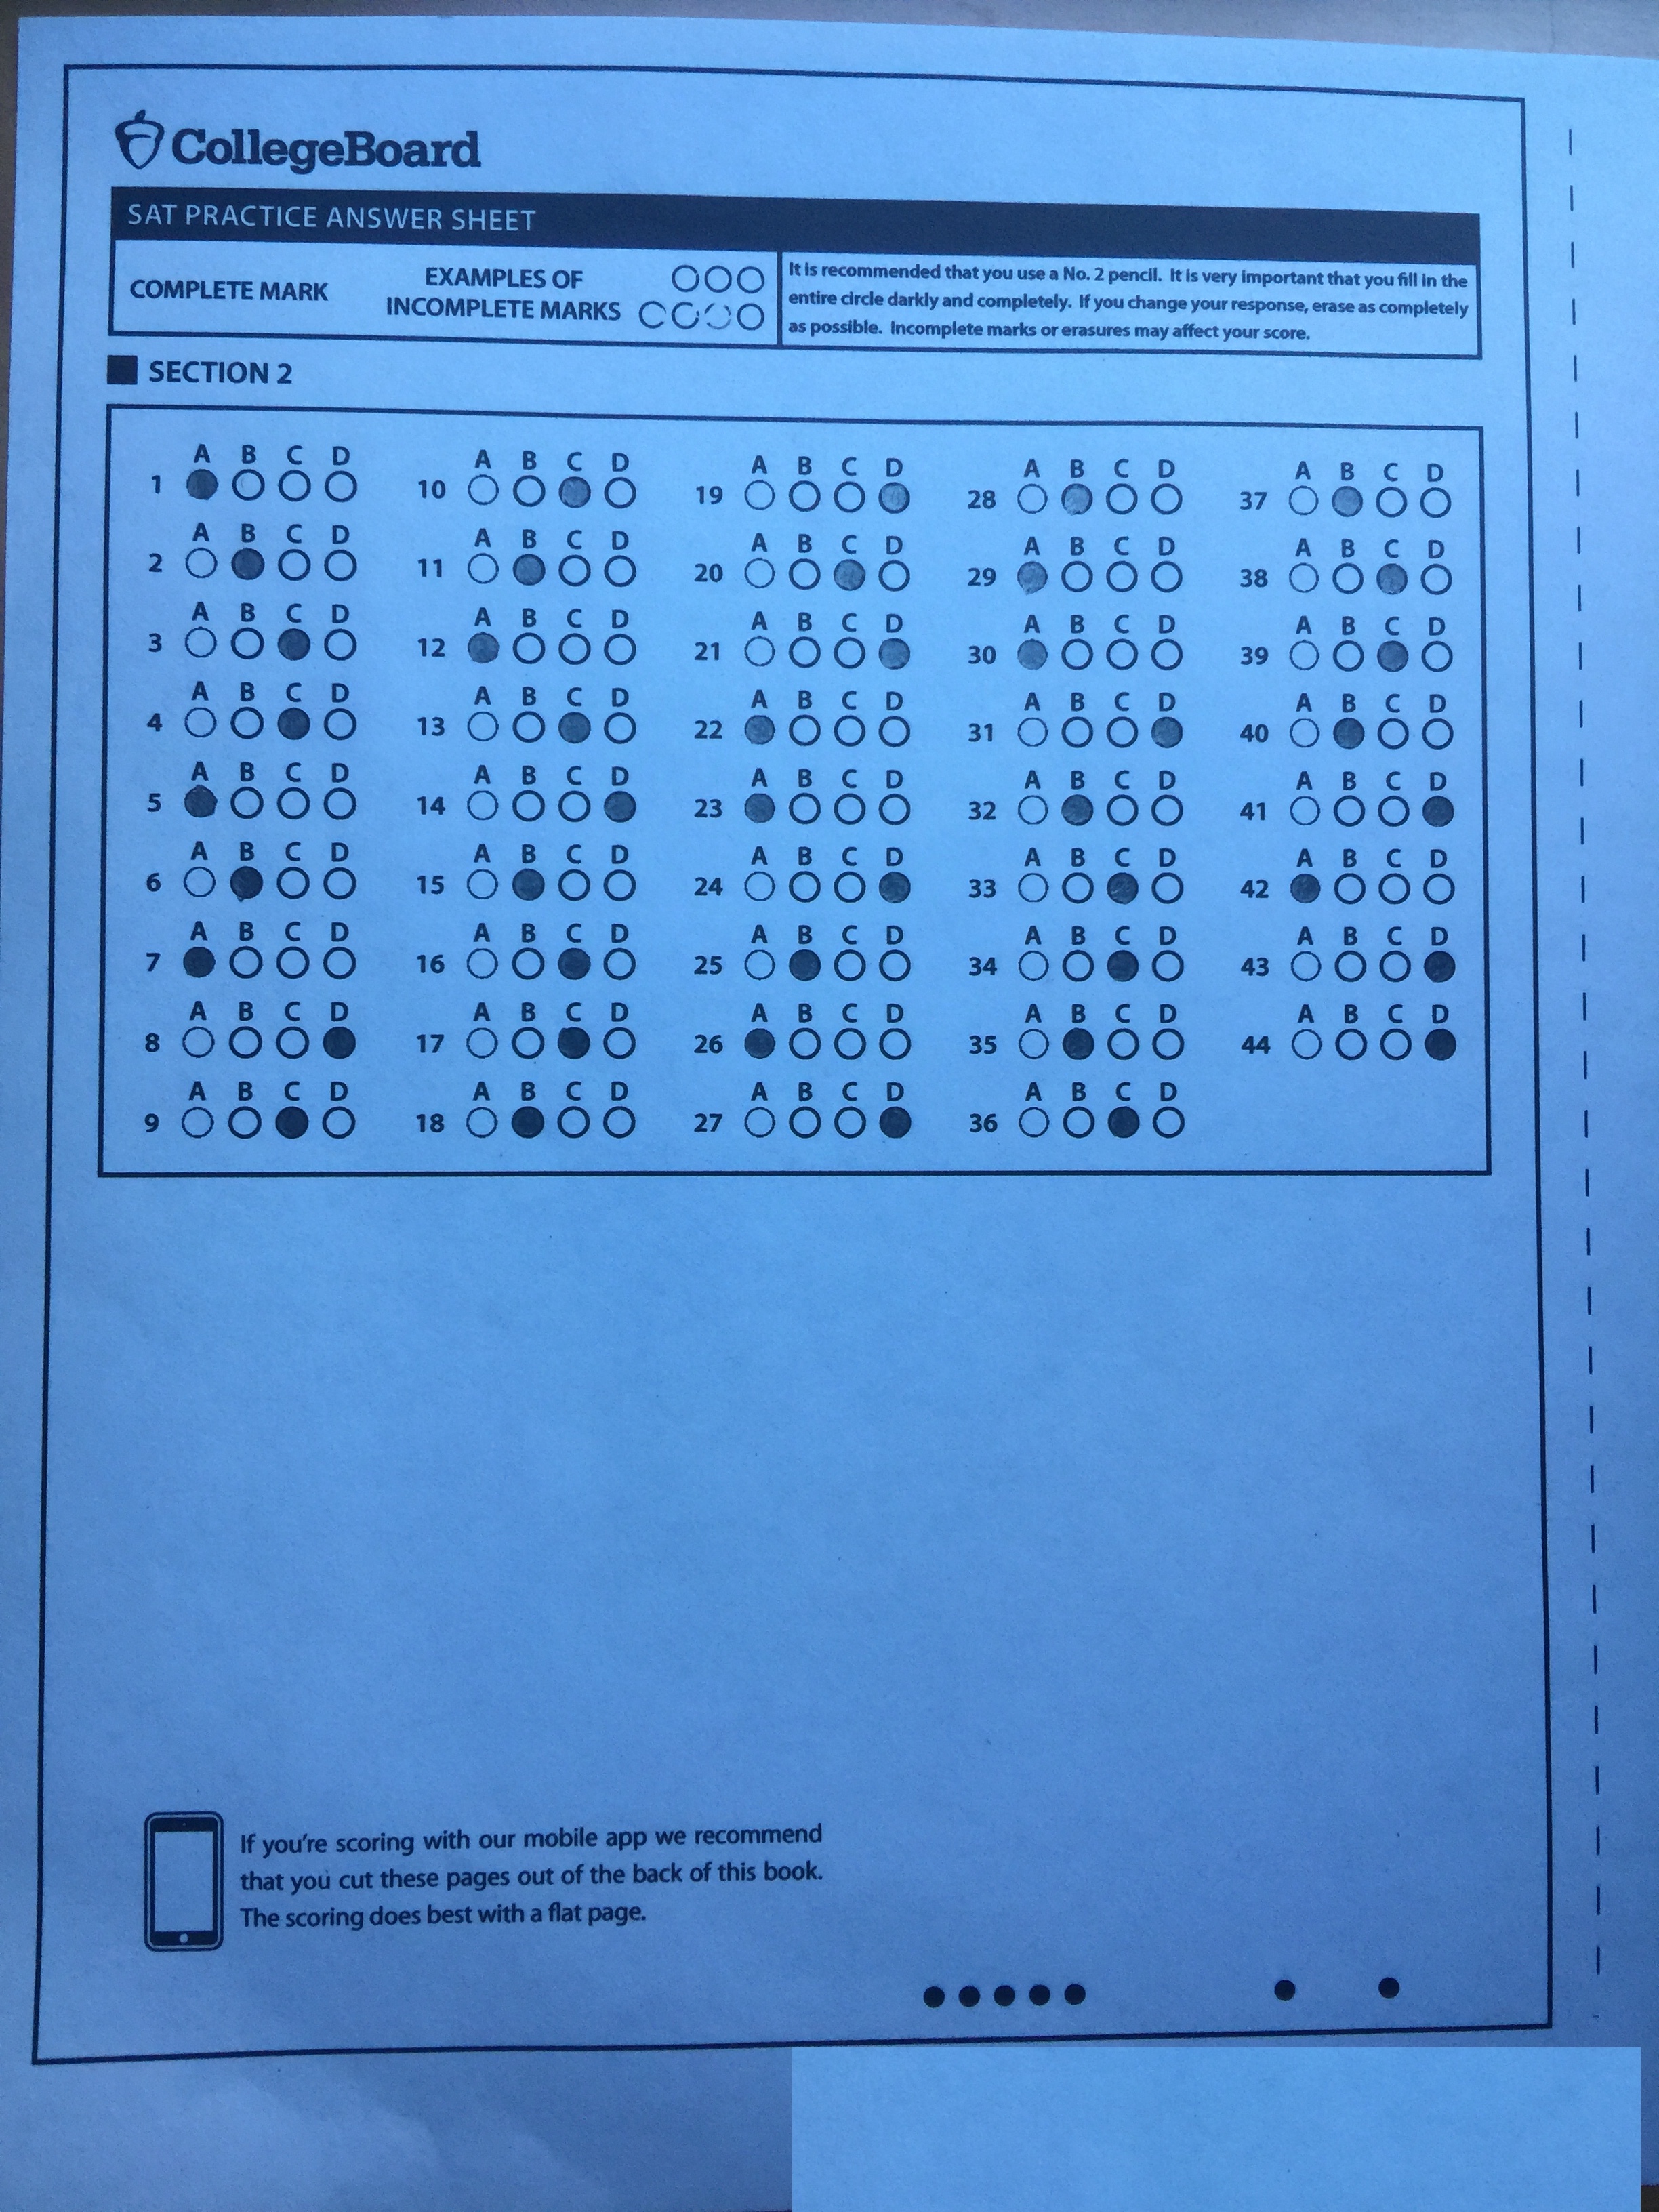 CollegeBoard
SAT PRACTICE ANSWER SHEET
COMPLETE MARK
EXAMPLES OF
INCOMPLETE MARKS
It is recommended that you use a No. 2 pencil. It is very important that you fill in the
entire circle darkly and completely. If you change your response, erase as completely
as possible. Incomplete marks or erasures may affect your score.
SECTION 2
A B C D A B C D A B C D A B C D A B C D
1 10 19 28 37
A B C D A B C D A B C D A B C D A B C D
2 11 20 29 38
A B C D A B C D A B C D A B C D A B C D
3 12 21 30 39
A B C D A B C D A B C D A B C D A B C D
4 13 22 31 40
A B C D A B C D A B C D A B C D A B C D
5 14 23 32 41
A B C D A B C D A B C D A B C D A B C D
6 15 24 33 42
A B C D A B C D A B C D A B C D A B C D
7 16 25 34 43
A B C D A B C D A B C D A B C D A B C D
8 17 26 35 44
A B C D A B C D A B C D A B C D
9 18 27 36
If you're scoring with our mobile app we recommend
that you cut these pages out of the back of this book.
The scoring does best with a flat page.